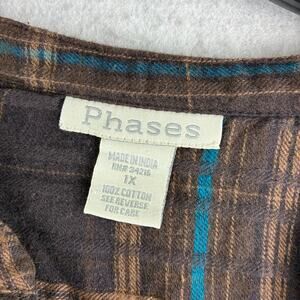 Phases
MADE IN INDIA
RN# 34216
1X
100% COTTON
SEE REVERSE
FOR CARE